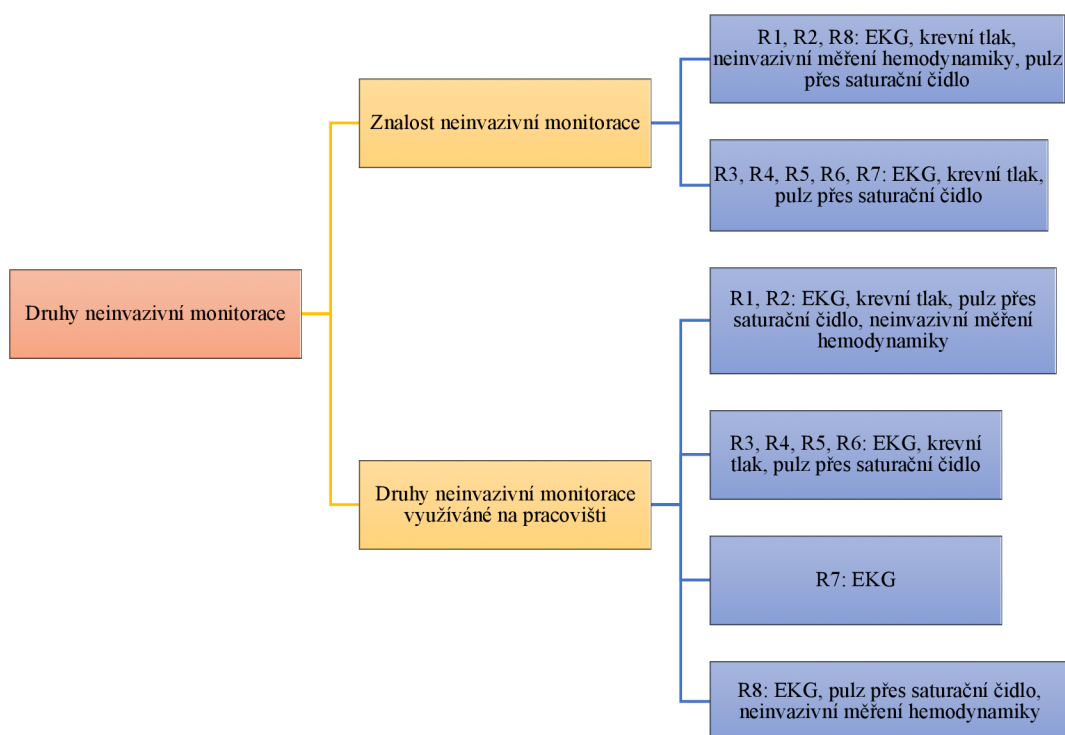 Druhy neinvazivní monitorace
Znalost neinvazivní monitorace
R1, R2, R8: EKG, krevní tlak,
neinvazivní měření hemodynamiky, pulz
přes saturační čidlo
R3, R4, R5, R6, R7: EKG, krevní tlak,
pulz přes saturační čidlo
Druhy neinvazivní monitorace
využíváné na pracovišti
R1, R2: EKG, krevní tlak, pulz přes
saturační čidlo, neinvazivní měření
hemodynamiky
R3, R4, R5, R6: EKG, krevní
tlak, pulz přes saturační čidlo
R7: EKG
R8: EKG, pulz přes saturační čidlo,
neinvazivní měření hemodynamiky